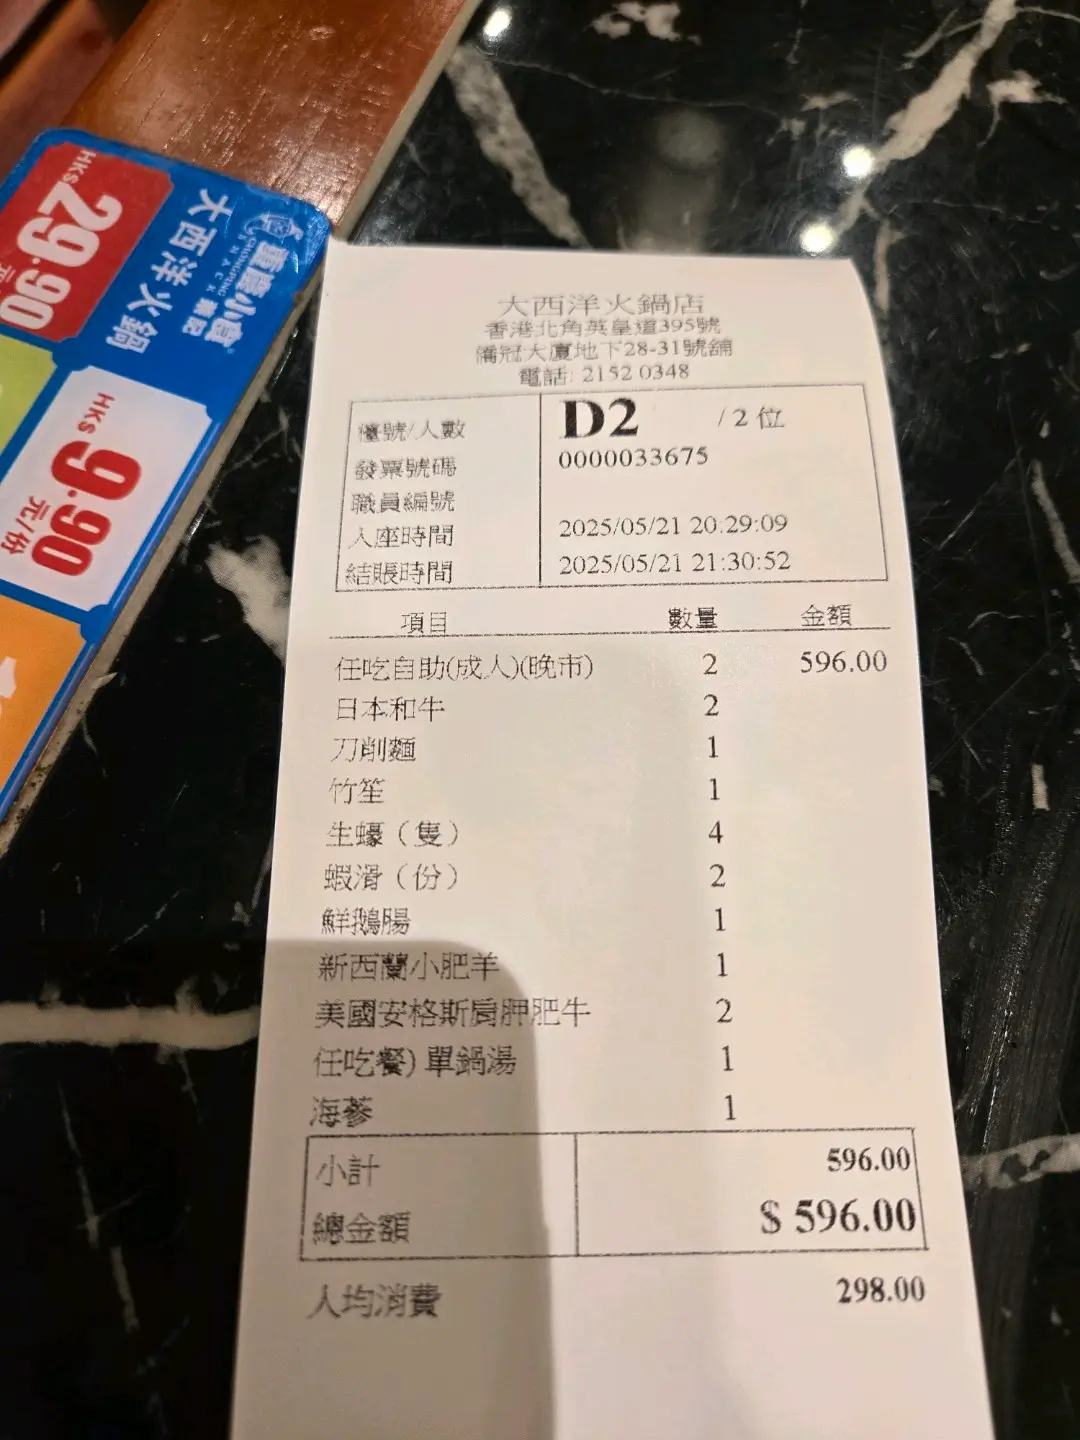 HK$
29.90
元
重慶小食
CHONGQING
SNACK
大西洋火鍋
HK$
9.90
元/份
大西洋火鍋店
香港北角英皇道395號
僑冠大廈地下28-31號舖
電話: 2152 0348
檯號/人數 D2 / 2 位
發票號碼 0000033675
職員編號
入座時間 2025/05/21 20:29:09
結賬時間 2025/05/21 21:30:52
項目 數量 金額
任吃自助(成人)(晚市) 2 596.00
日本和牛 2
刀削麵 1
竹笙 1
生蠔（隻） 4
蝦滑（份） 2
鮮鵝腸 1
新西蘭小肥羊 1
美國安格斯肩胛肥牛 2
任吃餐) 單鍋湯 1
海蔘 1
小計 596.00
總金額 $ 596.00
人均消費 298.00